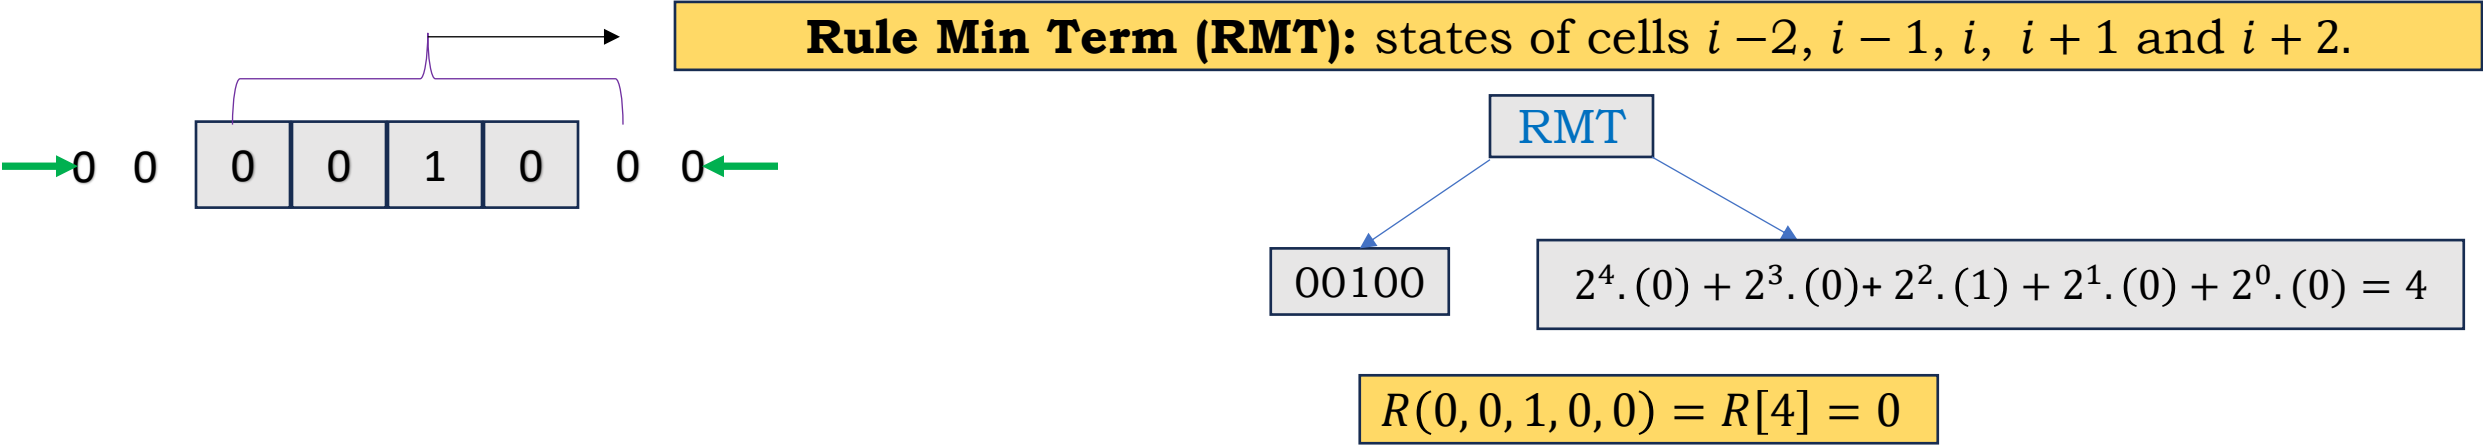 Rule Min Term (RMT): states of cells i −2, i − 1, i, i + 1 and i + 2.
RMT
0 0 0 0 1 0 0 0
00100
2⁴.(0) + 2³.(0)+ 2².(1) + 2¹.(0) + 2⁰.(0) = 4
R(0, 0, 1, 0, 0) = R[4] = 0